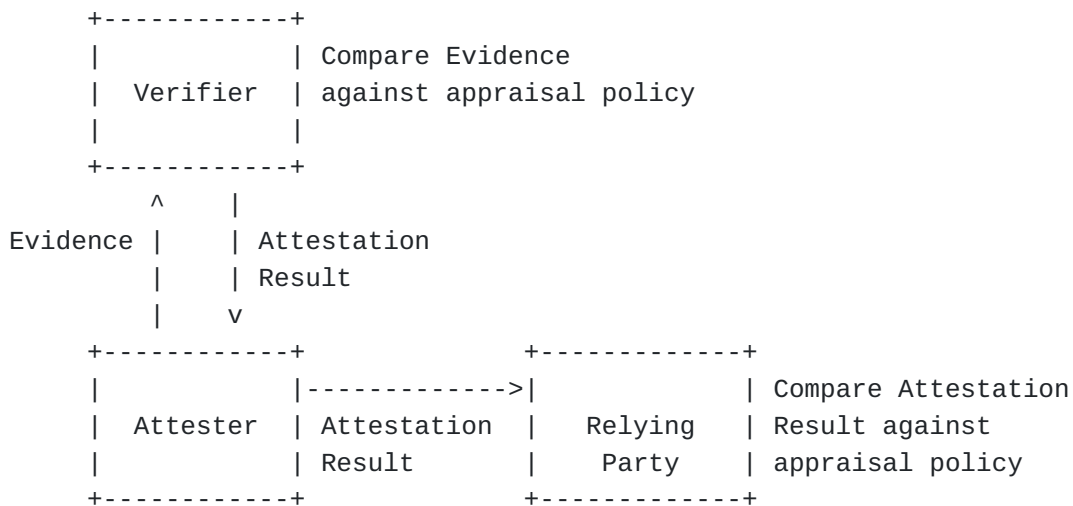 Compare Evidence
Verifier against appraisal policy
Evidence Attestation
Result
Compare Attestation
Attester Attestation Relying Result against
Result Party appraisal policy